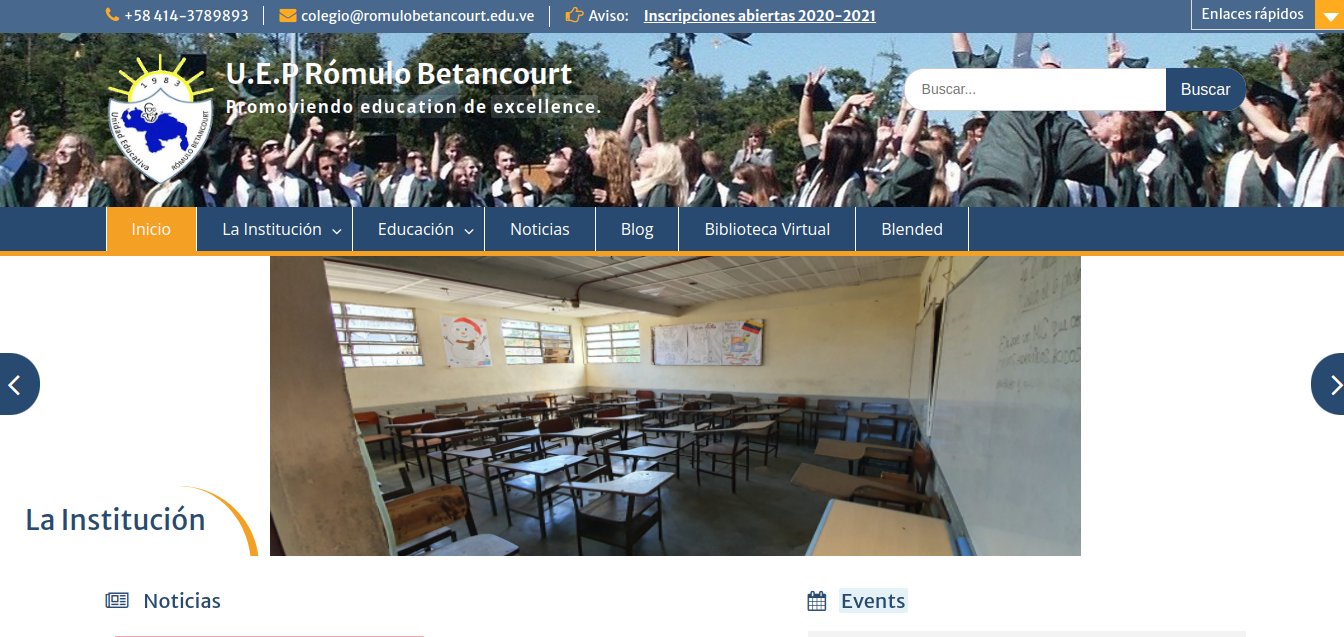 +58 414-3789893
colegio@romulobetancourt.edu.ve
Aviso:
Inscripciones abiertas 2020-2021
Enlaces rápidos
1983
Unidad Educativa
RÓMULO BETANCOURT
U.E.P Rómulo Betancourt
Promoviendo education de excellence.
Buscar...
Buscar
Inicio
La Institución
Educación
Noticias
Blog
Biblioteca Virtual
Blended
La Institución
Noticias
Events